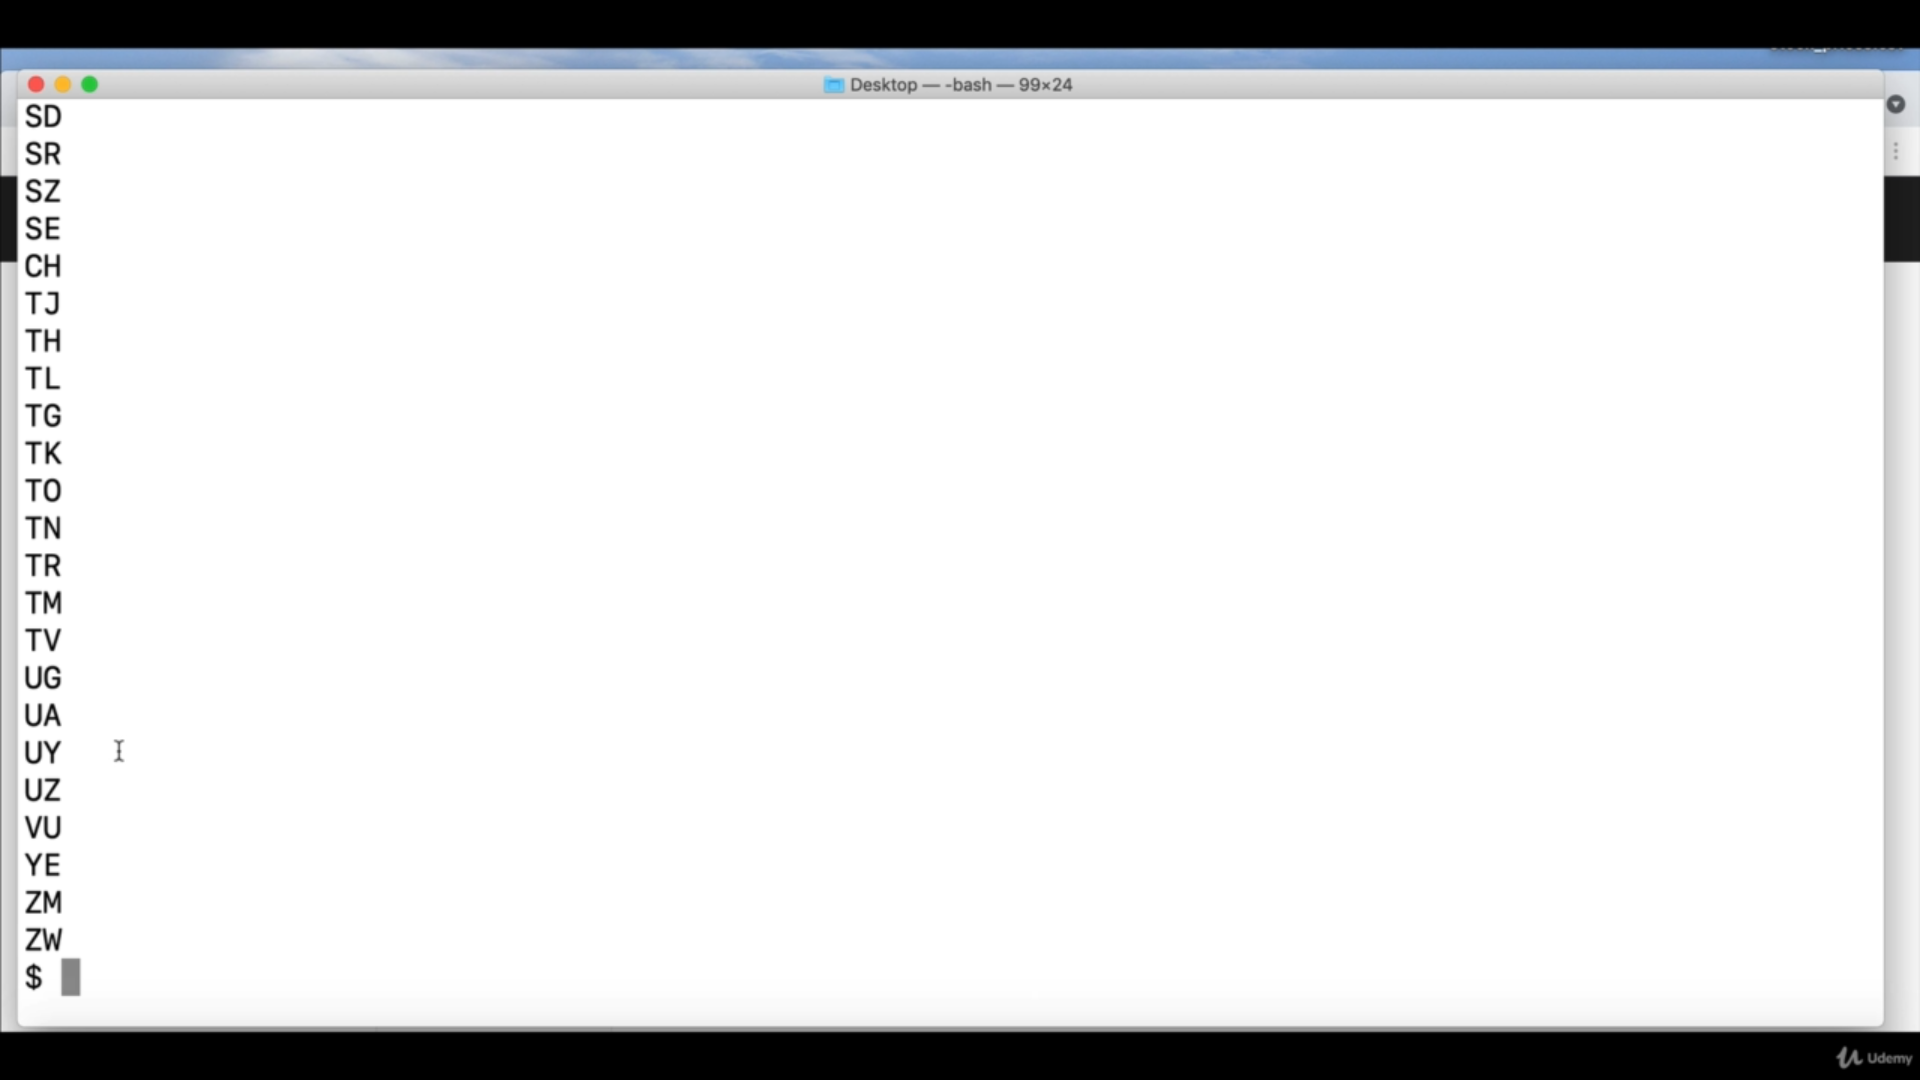 Desktop — -bash — 99×24
SD
SR
SZ
SE
CH
TJ
TH
TL
TG
TK
TO
TN
TR
TM
TV
UG
UA
UY
UZ
VU
YE
ZM
ZW
$
Udemy